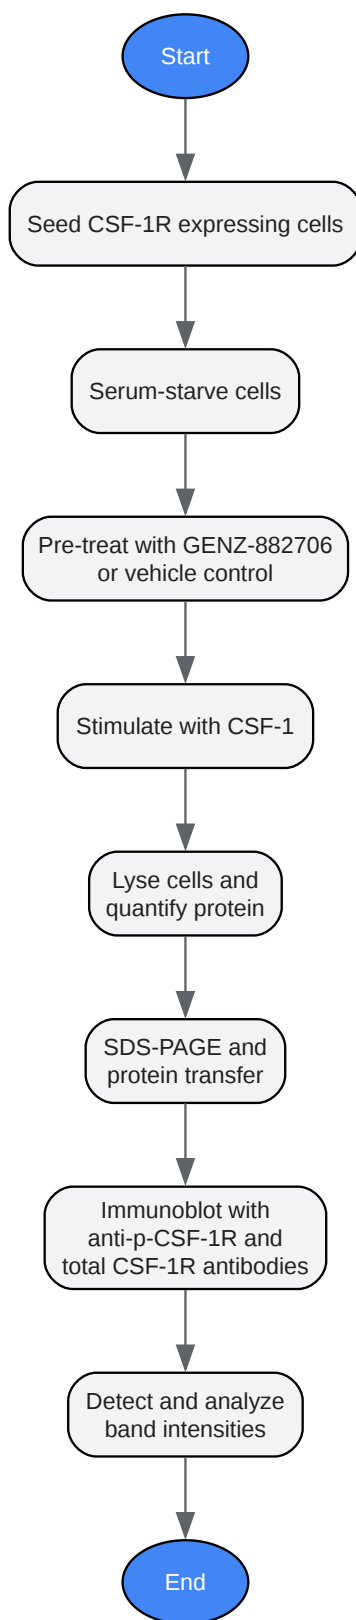 Start
Seed CSF-1R expressing cells
Serum-starve cells
Pre-treat with GENZ-882706
or vehicle control
Stimulate with CSF-1
Lyse cells and
quantify protein
SDS-PAGE and
protein transfer
Immunoblot with
anti-p-CSF-1R and
total CSF-1R antibodies
Detect and analyze
band intensities
End